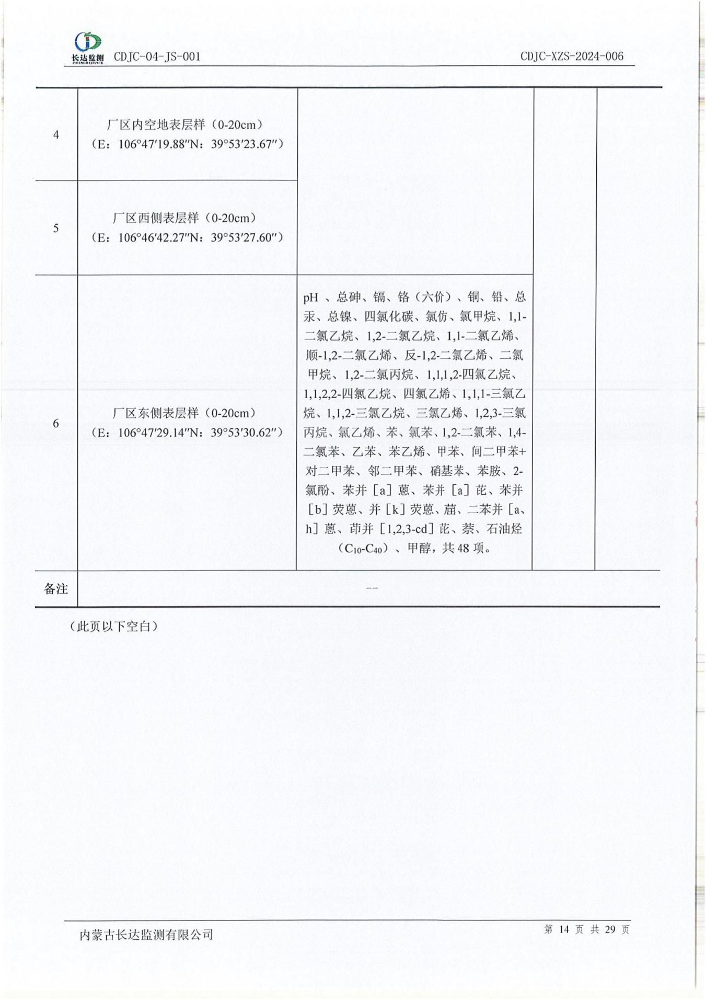 长达监测
CHANGDAJIANCE
CDJC-04-JS-001
CDJC-XZS-2024-006
4
厂区内空地表层样（0-20cm）
（E：106°47′19.88″N：39°53′23.67″）
5
厂区西侧表层样（0-20cm）
（E：106°46′42.27″N：39°53′27.60″）
6
厂区东侧表层样（0-20cm）
（E：106°47′29.14″N：39°53′30.62″）
pH 、总砷、镉、铬（六价）、铜、铅、总
汞、总镍、四氯化碳、氯仿、氯甲烷、1,1-
二氯乙烷、1,2-二氯乙烷、1,1-二氯乙烯、
顺-1,2-二氯乙烯、反-1,2-二氯乙烯、二氯
甲烷、1,2-二氯丙烷、1,1,1,2-四氯乙烷、
1,1,2,2-四氯乙烷、四氯乙烯、1,1,1-三氯乙
烷、1,1,2-三氯乙烷、三氯乙烯、1,2,3-三氯
丙烷、氯乙烯、苯、氯苯、1,2-二氯苯、1,4-
二氯苯、乙苯、苯乙烯、甲苯、间二甲苯+
对二甲苯、邻二甲苯、硝基苯、苯胺、2-
氯酚、苯并［a］蒽、苯并［a］芘、苯并
［b］荧蒽、并［k］荧蒽、䓛、二苯并［a、
h］蒽、茚并［1,2,3-cd］芘、萘、石油烃
（C10-C40）、甲醇，共 48 项。
备注
--
（此页以下空白）
内蒙古长达监测有限公司
第 14 页 共 29 页